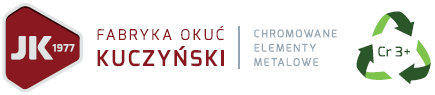 JK 1977
FABRYKA OKUĆ
KUCZYŃSKI
CHROMOWANE
ELEMENTY
METALOWE
Cr 3+